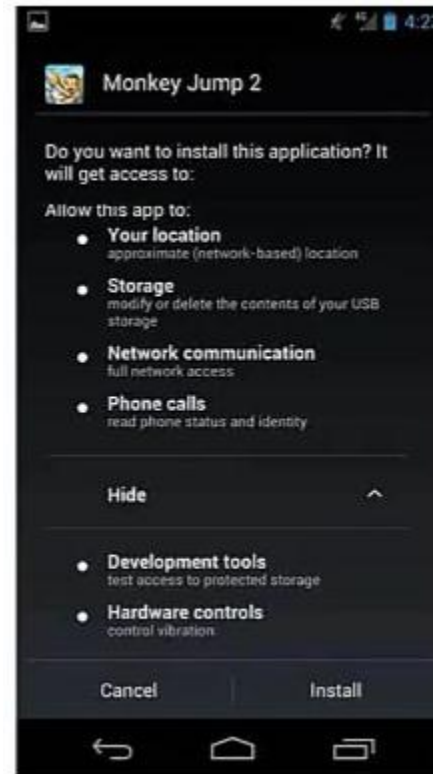 4:22
Monkey Jump 2
Do you want to install this application? It
will get access to:
Allow this app to:
Your location
approximate (network-based) location
Storage
modify or delete the contents of your USB
storage
Network communication
full network access
Phone calls
read phone status and identity
Hide
Development tools
test access to protected storage
Hardware controls
control vibration
Cancel
Install